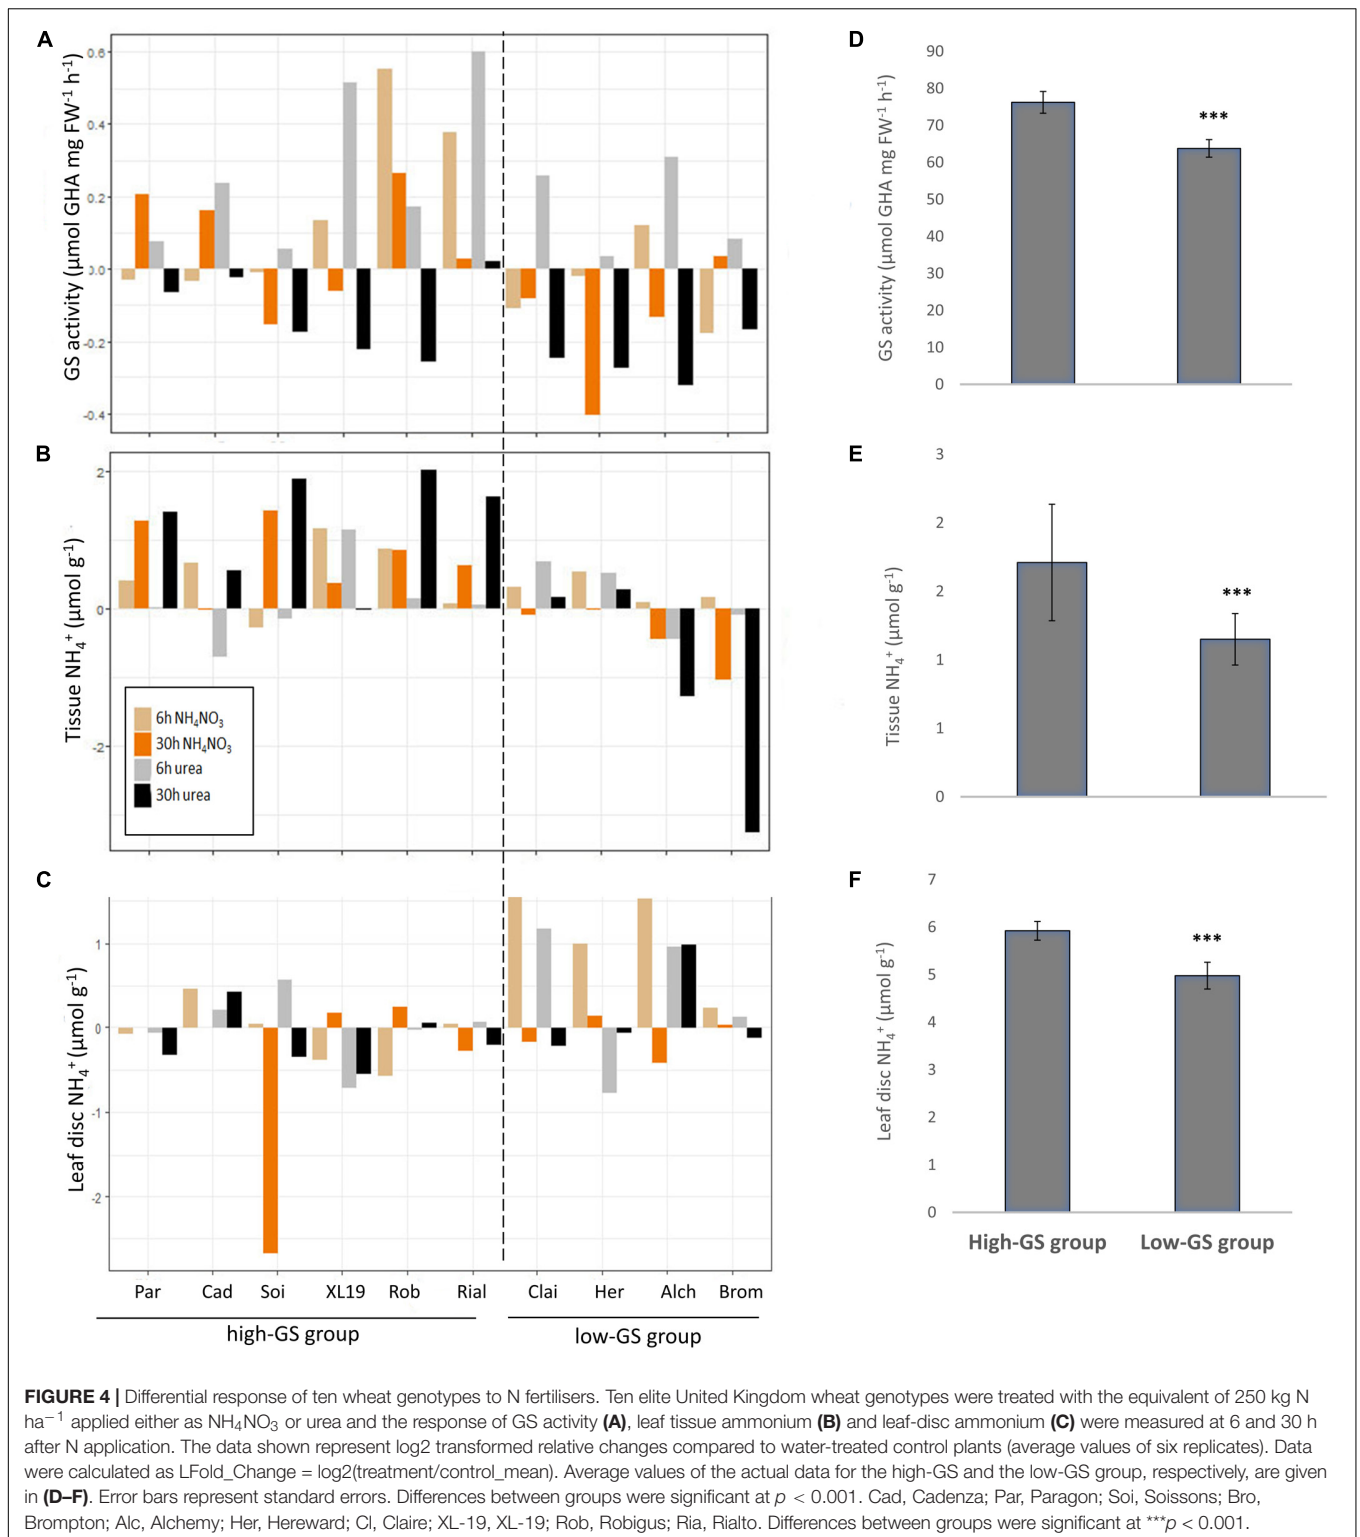 A
GS activity (µmol GHA mg FW-1 h-1)
0.6
0.4
0.2
0.0
-0.2
-0.4
D
GS activity (µmol GHA mg FW-1 h-1)
90
80
70
60
50
40
30
20
10
0
***
B
Tissue NH4+ (µmol g-1)
2
0
-2
6h NH4NO3
30h NH4NO3
6h urea
30h urea
E
Tissue NH4+ (µmol g-1)
3
2
2
1
1
0
***
C
Leaf disc NH4+ (µmol g-1)
1
0
-1
-2
Par Cad Soi XL19 Rob Rial Clai Her Alch Brom
high-GS group low-GS group
F
Leaf disc NH4+ (µmol g-1)
7
6
5
4
3
2
1
0
***
High-GS group Low-GS group
FIGURE 4 | Differential response of ten wheat genotypes to N fertilisers. Ten elite United Kingdom wheat genotypes were treated with the equivalent of 250 kg N
ha−1 applied either as NH4NO3 or urea and the response of GS activity (A), leaf tissue ammonium (B) and leaf-disc ammonium (C) were measured at 6 and 30 h
after N application. The data shown represent log2 transformed relative changes compared to water-treated control plants (average values of six replicates). Data
were calculated as LFold_Change = log2(treatment/control_mean). Average values of the actual data for the high-GS and the low-GS group, respectively, are given
in (D–F). Error bars represent standard errors. Differences between groups were significant at p < 0.001. Cad, Cadenza; Par, Paragon; Soi, Soissons; Bro,
Brompton; Alc, Alchemy; Her, Hereward; Cl, Claire; XL-19, XL-19; Rob, Robigus; Ria, Rialto. Differences between groups were significant at ***p < 0.001.